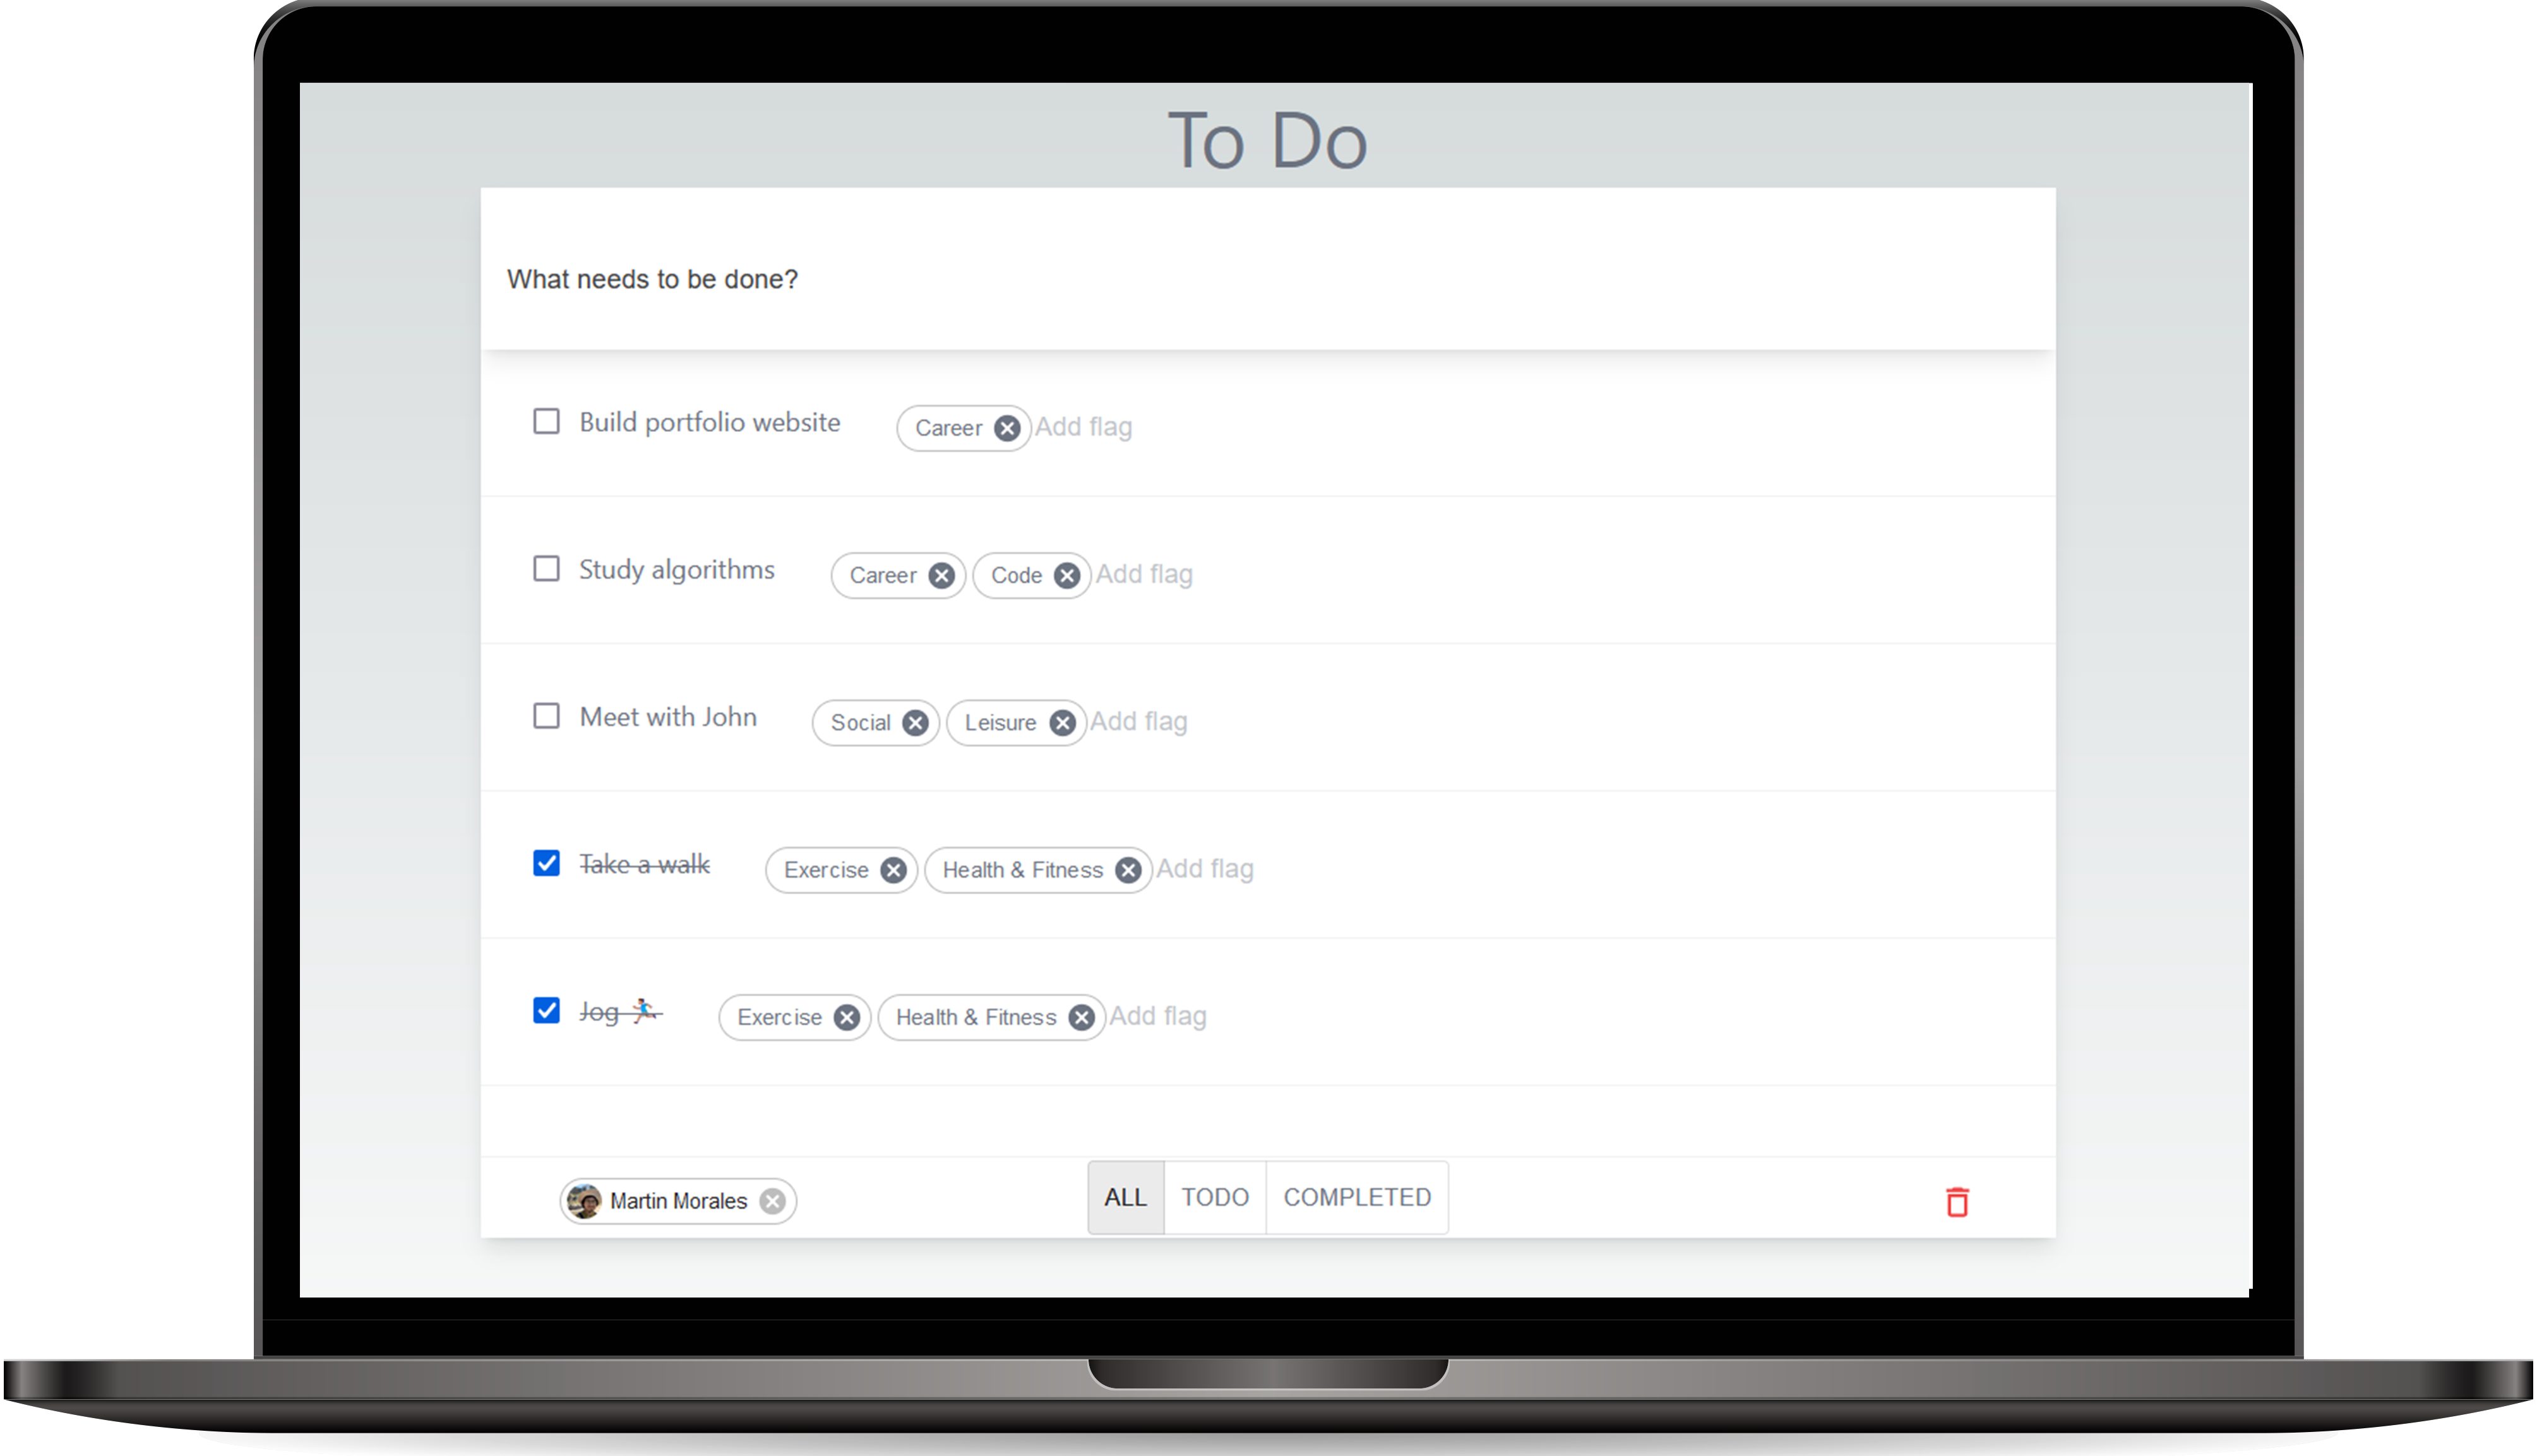 To Do
What needs to be done?
Build portfolio website Career Add flag
Study algorithms Career Code Add flag
Meet with John Social Leisure Add flag
Take a walk Exercise Health & Fitness Add flag
Jog 🏃 Exercise Health & Fitness Add flag
Martin Morales ALL TODO COMPLETED